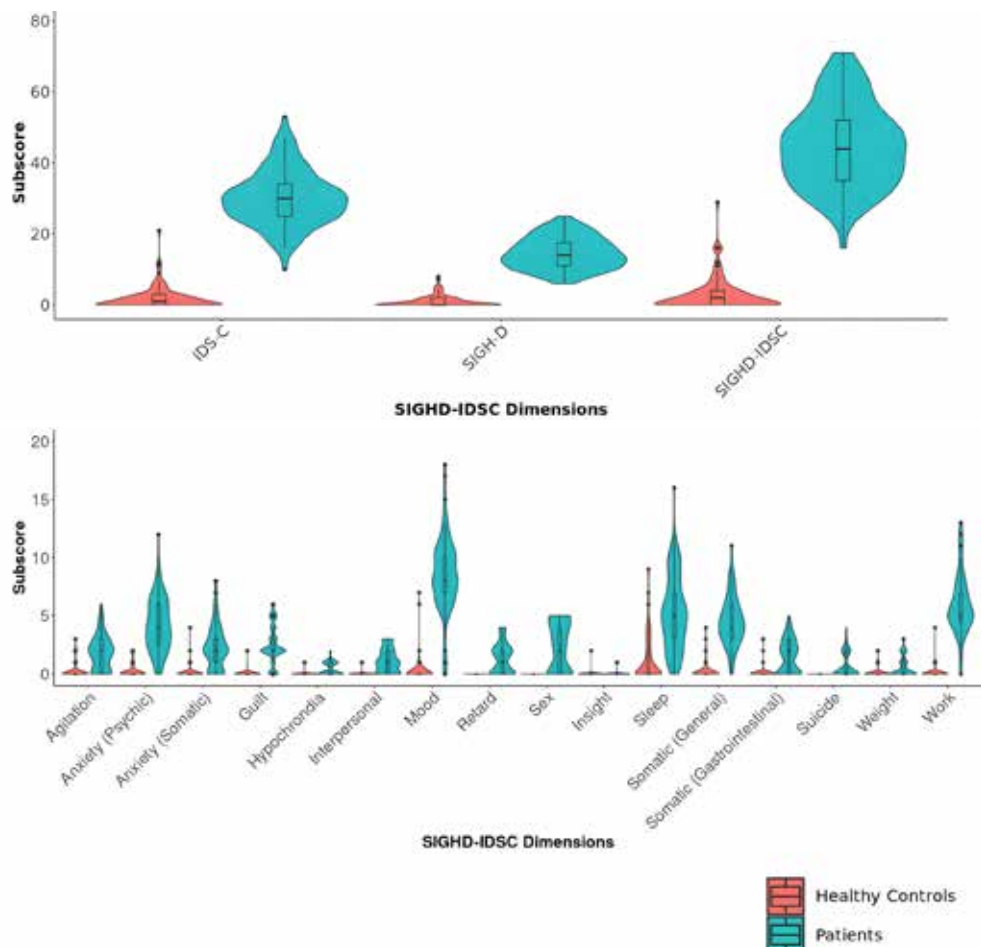 80
60
40
20
0
Subscore
IDS-C
SIGH-D
SIGHD-IDSC
SIGHD-IDSC Dimensions
20
15
10
5
0
Subscore
Agitation
Anxiety (Psychic)
Anxiety (Somatic)
Guilt
Hypochrondia
Interpersonal
Mood
Retard
Sex
Insight
Sleep
Somatic (General)
Somatic (Gastrointestinal)
Suicide
Weight
Work
SIGHD-IDSC Dimensions
Healthy Controls
Patients